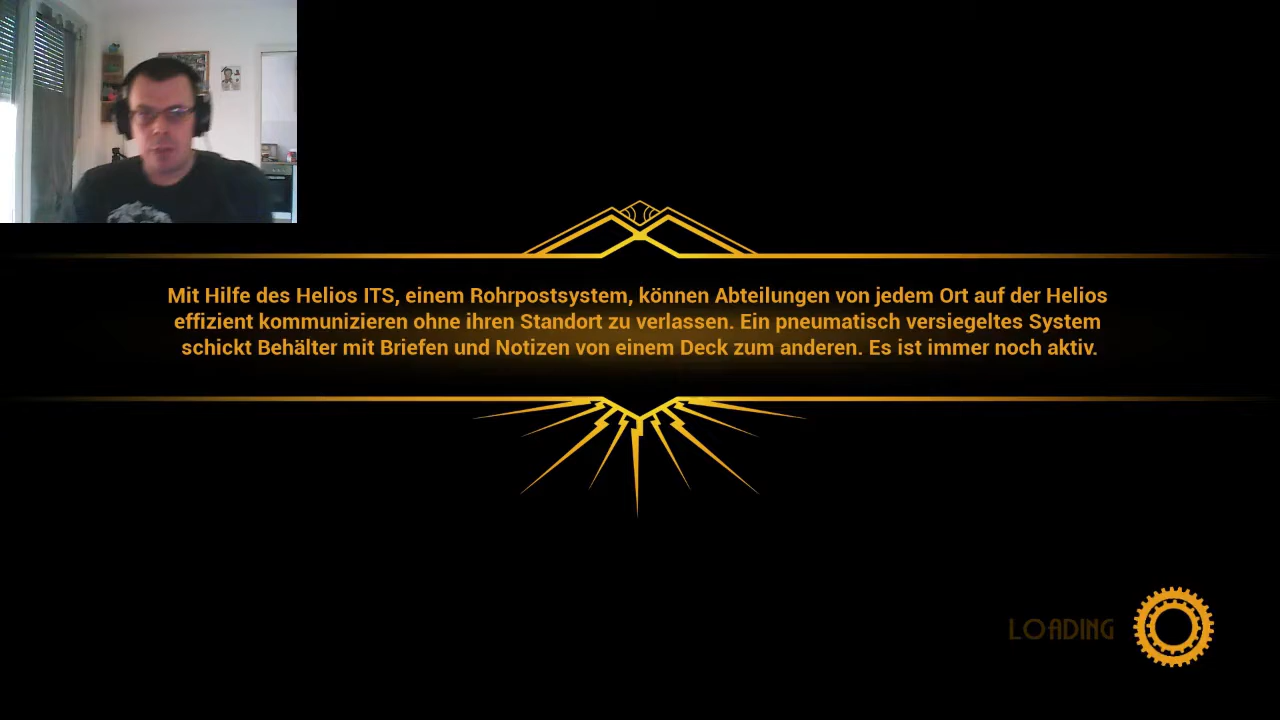 Mit Hilfe des Helios ITS, einem Rohrpostsystem, können Abteilungen von jedem Ort auf der Helios
effizient kommunizieren ohne ihren Standort zu verlassen. Ein pneumatisch versiegeltes System
schickt Behälter mit Briefen und Notizen von einem Deck zum anderen. Es ist immer noch aktiv.
LOADING